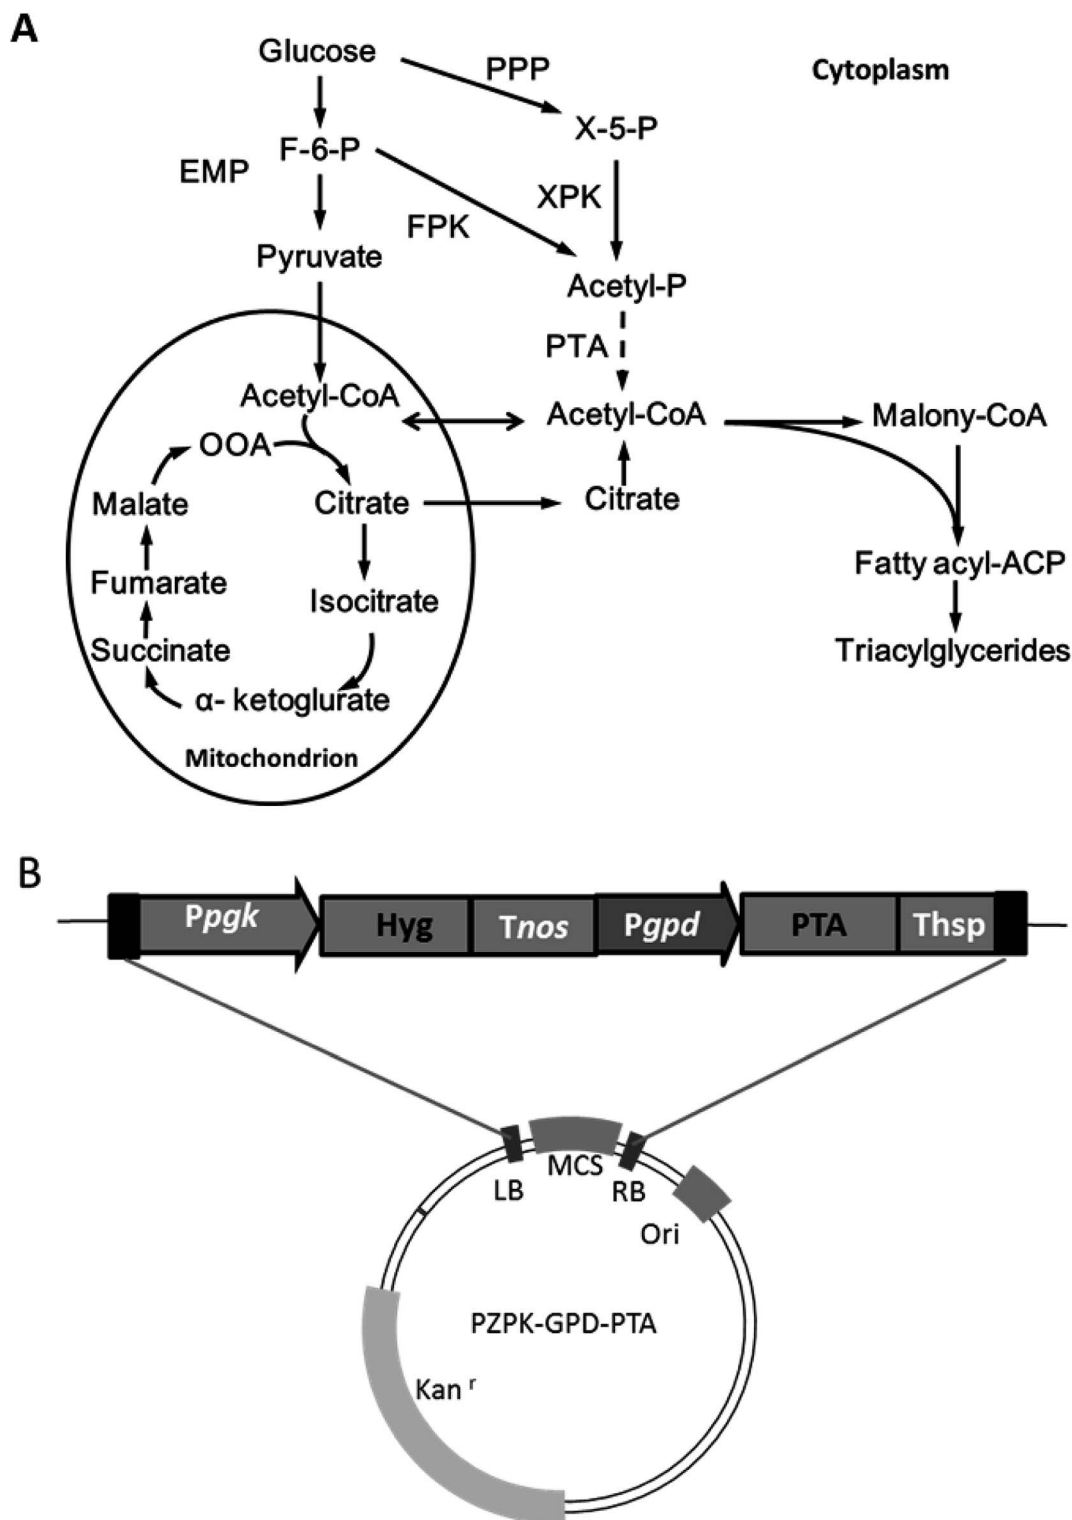 A
Glucose
PPP
Cytoplasm
X-5-P
F-6-P
EMP
XPK
FPK
Pyruvate
Acetyl-P
PTA
Acetyl-CoA
Acetyl-CoA
Malony-CoA
OOA
Malate
Citrate
Citrate
Fatty acyl-ACP
Fumarate
Isocitrate
Succinate
Triacylglycerides
α- ketoglurate
Mitochondrion
B
Ppgk
Hyg
Tnos
Pgpd
PTA
Thsp
MCS
LB
RB
Ori
PZPK-GPD-PTA
Kan r